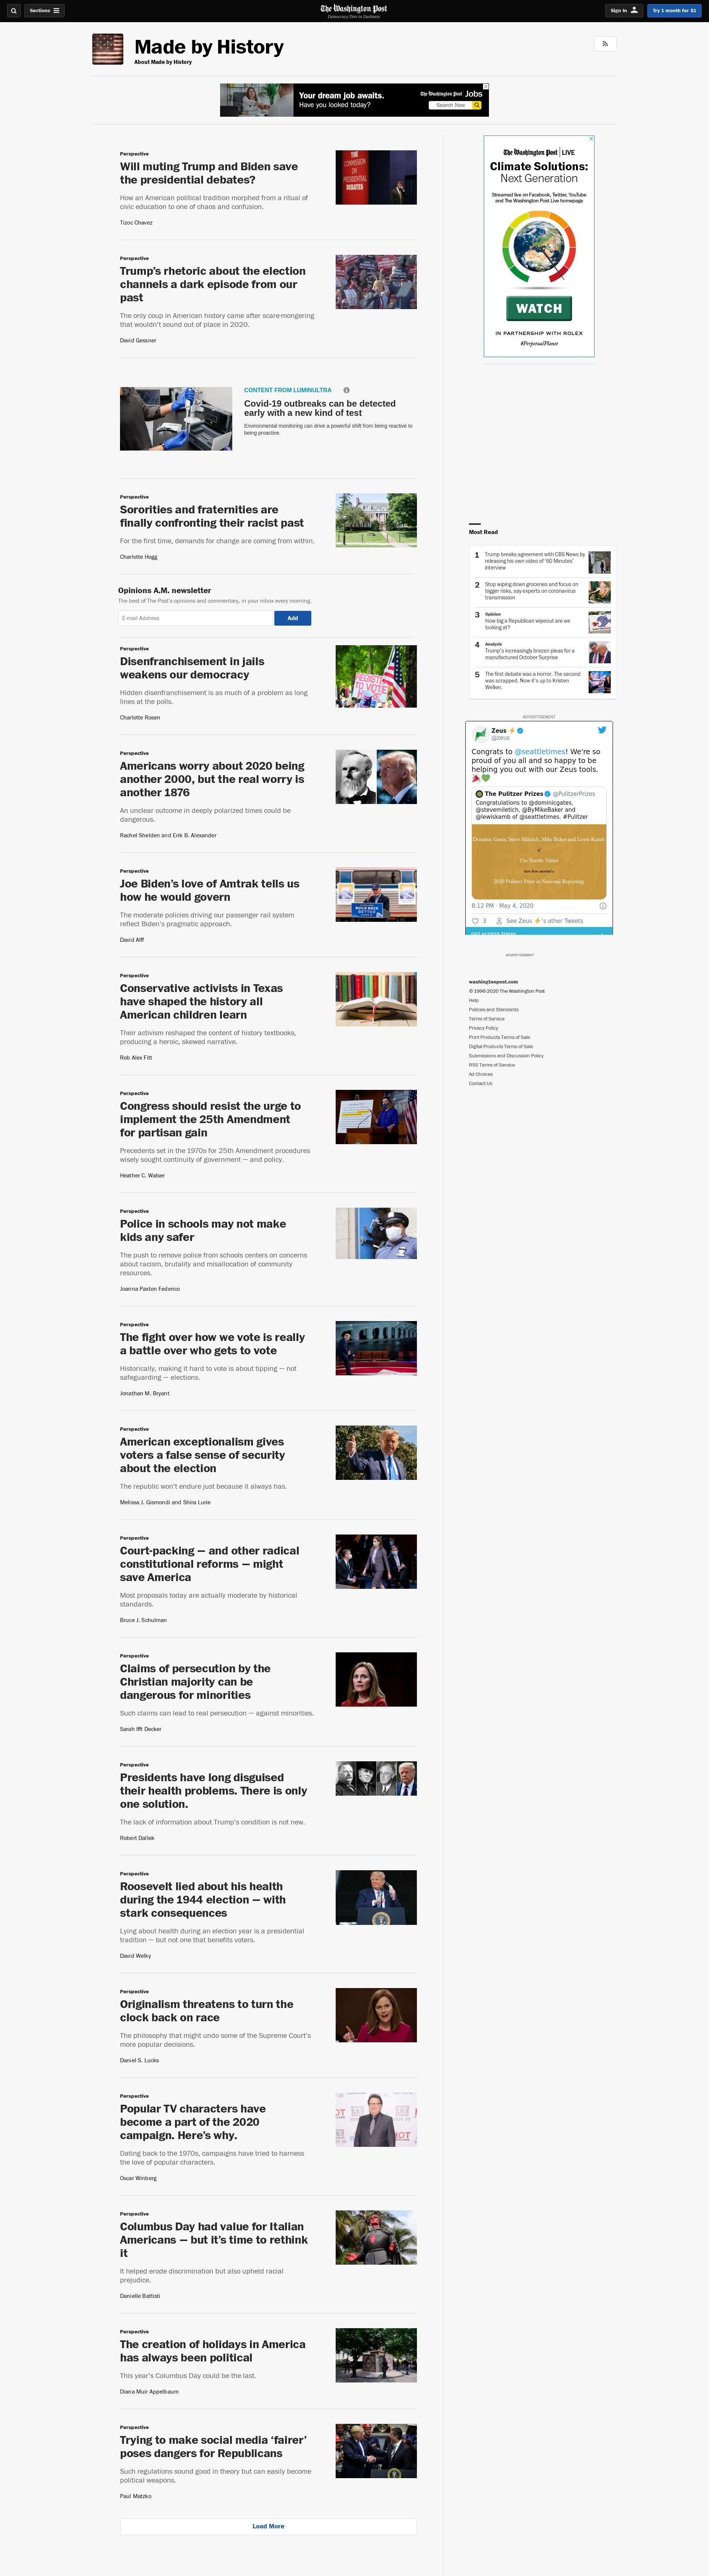 Sections
The Washington Post
Democracy Dies in Darkness
Sign In
Try 1 month for $1
Made by History
About Made by History
Your dream job awaits.
Have you looked today?
The Washington Post Jobs
Search Now
Perspective
Will muting Trump and Biden save
the presidential debates?
How an American political tradition morphed from a ritual of
civic education to one of chaos and confusion.
Tizoc Chavez
THE
COMMISSION
ON
PRESIDENTIAL
DEBATES
Perspective
Trump's rhetoric about the election
channels a dark episode from our
past
The only coup in American history came after score-mongering
that wouldn't sound out of place in 2020.
David Gessner
CONTENT FROM LUMINULTRA
Covid-19 outbreaks can be detected
early with a new kind of test
Environmental monitoring can drive a powerful shift from being reactive to
being proactive.
Perspective
Sororities and fraternities are
finally confronting their racist past
For the first time, demands for change are coming from within.
Charlotte Hogg
Opinions A.M. newsletter
The best of The Post's opinions and commentary, in your inbox every morning.
E-mail Address
Add
Perspective
Disenfranchisement in jails
weakens our democracy
Hidden disenfranchisement is as much of a problem as long
lines at the polls.
Charlotte Rosen
Perspective
Americans worry about 2020 being
another 2000, but the real worry is
another 1876
An unclear outcome in deeply polarized times could be
dangerous.
Rachel Shelden and Erik B. Alexander
Perspective
Joe Biden's love of Amtrak tells us
how he would govern
The moderate policies driving our passenger rail system
reflect Biden's pragmatic approach.
David Alff
BUILD BACK
BETTER
Perspective
Conservative activists in Texas
have shaped the history all
American children learn
Their activism reshaped the content of history textbooks,
producing a heroic, skewed narrative.
Rob Alex Fitt
Perspective
Congress should resist the urge to
implement the 25th Amendment
for partisan gain
Precedents set in the 1970s for 25th Amendment procedures
wisely sought continuity of government — and policy.
Heather C. Walser
Perspective
Police in schools may not make
kids any safer
The push to remove police from schools centers on concerns
about racism, brutality and misallocation of community
resources.
Joanna Paxton Federico
Perspective
The fight over how we vote is really
a battle over who gets to vote
Historically, making it hard to vote is about tipping — not
safeguarding — elections.
Jonathan M. Bryant
Perspective
American exceptionalism gives
voters a false sense of security
about the election
The republic won't endure just because it always has.
Melissa J. Gismondi and Shira Lurie
Perspective
Court-packing — and other radical
constitutional reforms — might
save America
Most proposals today are actually moderate by historical
standards.
Bruce J. Schulman
Perspective
Claims of persecution by the
Christian majority can be
dangerous for minorities
Such claims can lead to real persecution — against minorities.
Sarah Ifft Decker
Perspective
Presidents have long disguised
their health problems. There is only
one solution.
The lack of information about Trump's condition is not new.
Robert Dallek
Perspective
Roosevelt lied about his health
during the 1944 election — with
stark consequences
Lying about health during an election year is a presidential
tradition — but not one that benefits voters.
David Welky
Perspective
Originalism threatens to turn the
clock back on race
The philosophy that might undo some of the Supreme Court's
more popular decisions.
Daniel S. Lucks
Perspective
Popular TV characters have
become a part of the 2020
campaign. Here's why.
Dating back to the 1970s, campaigns have tried to harness
the love of popular characters.
Oscar Winberg
Perspective
Columbus Day had value for Italian
Americans — but it's time to rethink
it
It helped erode discrimination but also upheld racial
prejudice.
Danielle Battisti
Perspective
The creation of holidays in America
has always been political
This year's Columbus Day could be the last.
Diana Muir Appelbaum
Perspective
Trying to make social media 'fairer'
poses dangers for Republicans
Such regulations sound good in theory but can easily become
political weapons.
Paul Matzko
Load More
The Washington Post LIVE
Climate Solutions:
Next Generation
Streamed live on Facebook, Twitter, YouTube
and The Washington Post Live homepage
WATCH
IN PARTNERSHIP WITH ROLEX
#PerpetualPlanet
Most Read
1 Trump breaks agreement with CBS News by
releasing his own video of '60 Minutes'
interview
2 Stop wiping down groceries and focus on
bigger risks, say experts on coronavirus
transmission
3 Opinion
How big a Republican wipeout are we
looking at?
4 Analysis
Trump's increasingly brazen pleas for a
manufactured October Surprise
5 The first debate was a horror. The second
was scrapped. Now it's up to Kristen
Welker.
ADVERTISEMENT
Zeus
@zeus
Congrats to @seattletimes! We're so
proud of you all and so happy to be
helping you out with our Zeus tools.
The Pulitzer Prizes @PulitzerPrizes
Congratulations to @dominicgates,
@stevemiletich, @ByMikeBaker and
@lewiskamb of @seattletimes. #Pulitzer
Dominic Gates, Steve Miletich, Mike Baker and Lewis Kamb
of
The Seattle Times
have been awarded a
2020 Pulitzer Prize in National Reporting
8:12 PM · May 4, 2020
3 See Zeus 's other Tweets
GET ACCESS TODAY
ADVERTISEMENT
washingtonpost.com
© 1996-2020 The Washington Post
Help
Policies and Standards
Terms of Service
Privacy Policy
Print Products Terms of Sale
Digital Products Terms of Sale
Submissions and Discussion Policy
RSS Terms of Service
Ad Choices
Contact Us